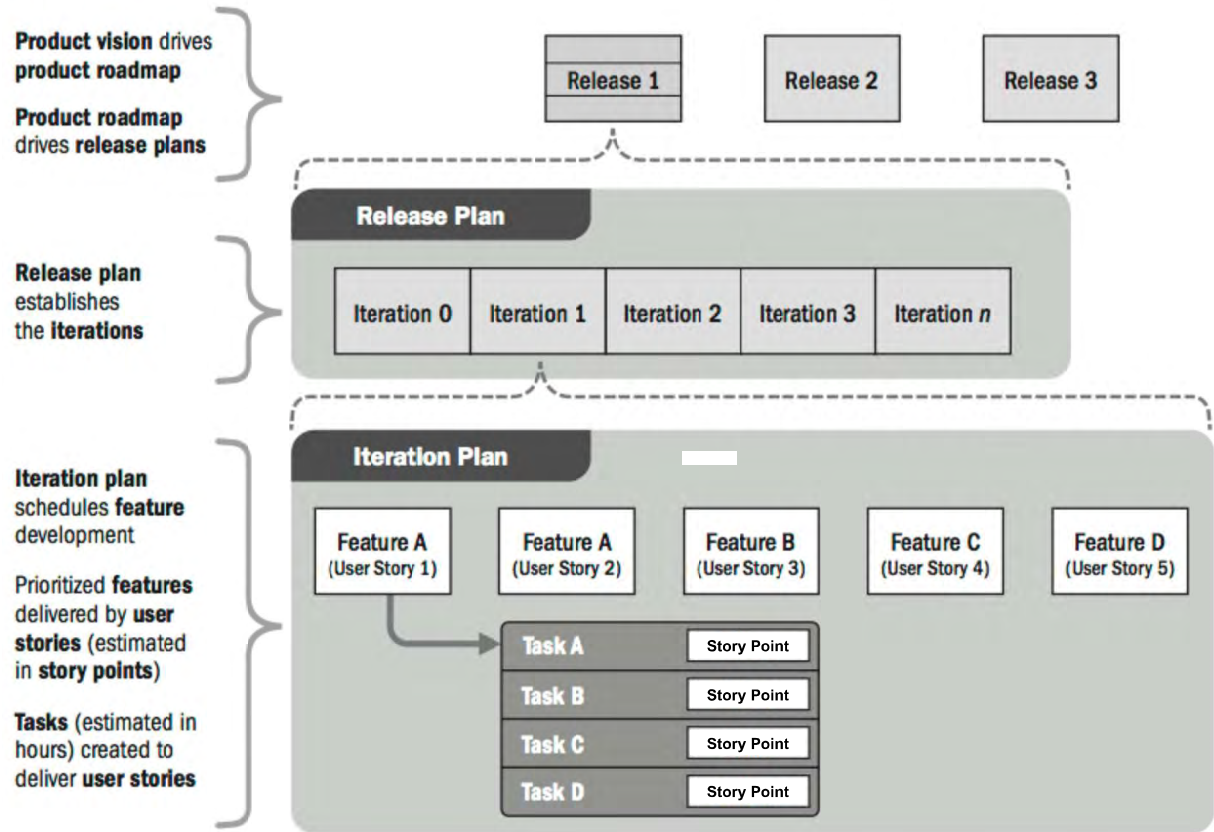 Product vision drives
product roadmap
Product roadmap
drives release plans
Release 1
Release 2
Release 3
Release Plan
Release plan
establishes
the iterations
Iteration 0
Iteration 1
Iteration 2
Iteration 3
Iteration n
Iteration Plan
Iteration plan
schedules feature
development
Prioritized features
delivered by user
stories (estimated
in story points)
Tasks (estimated in
hours) created to
deliver user stories
Feature A
(User Story 1)
Feature A
(User Story 2)
Feature B
(User Story 3)
Feature C
(User Story 4)
Feature D
(User Story 5)
Task A
Story Point
Task B
Story Point
Task C
Story Point
Task D
Story Point